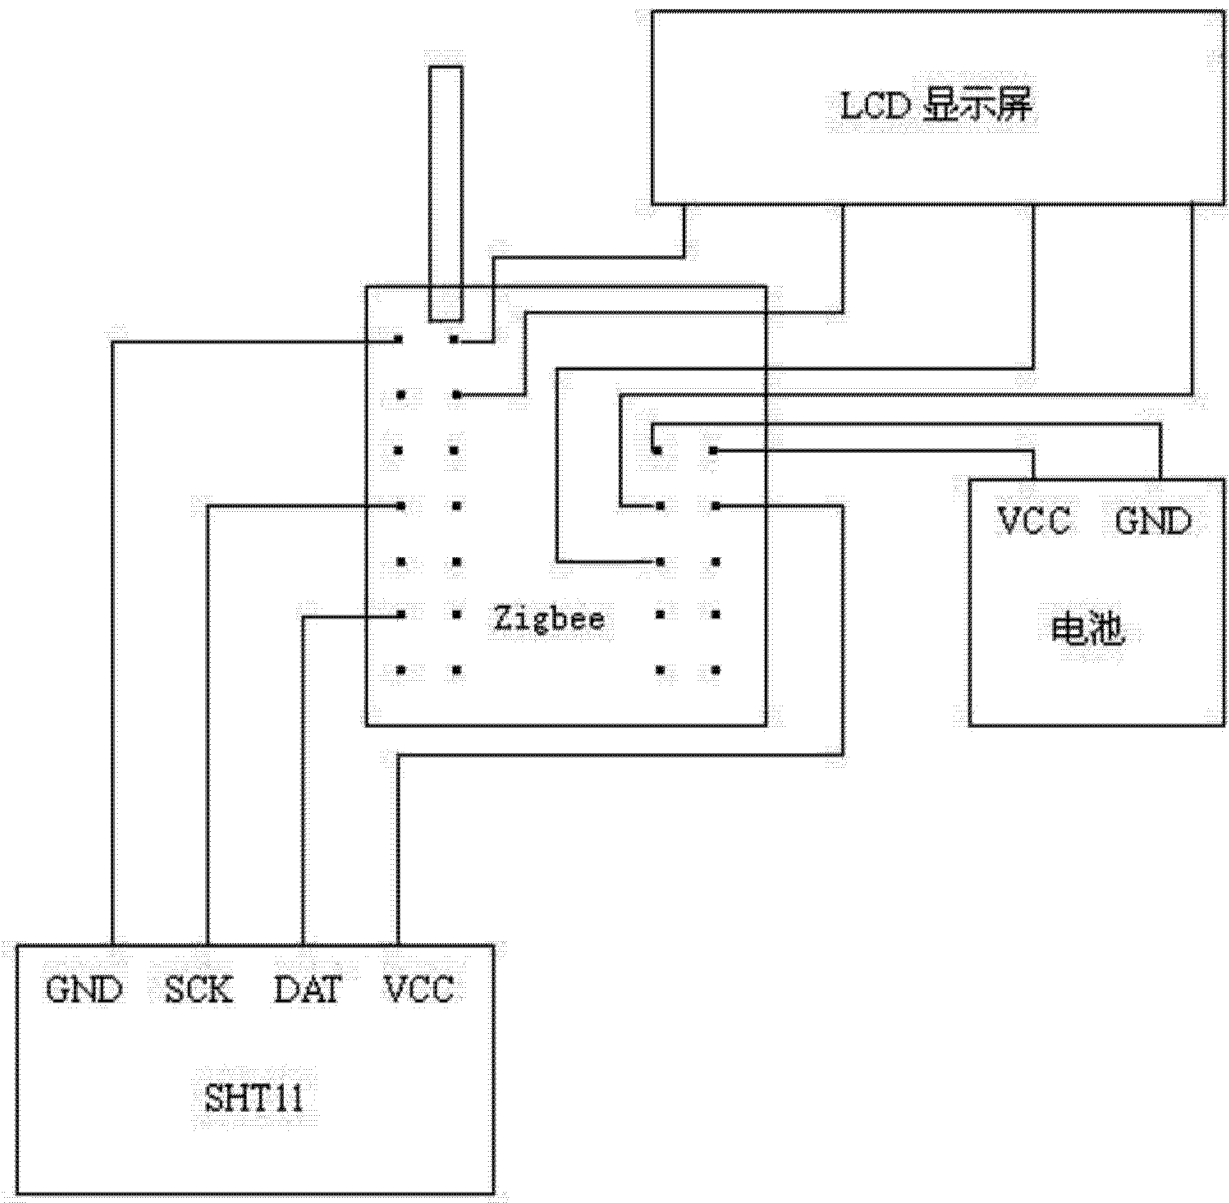 LCD 显示屏
VCC GND
电池
Zigbee
GND SCK DAT VCC
SHT11